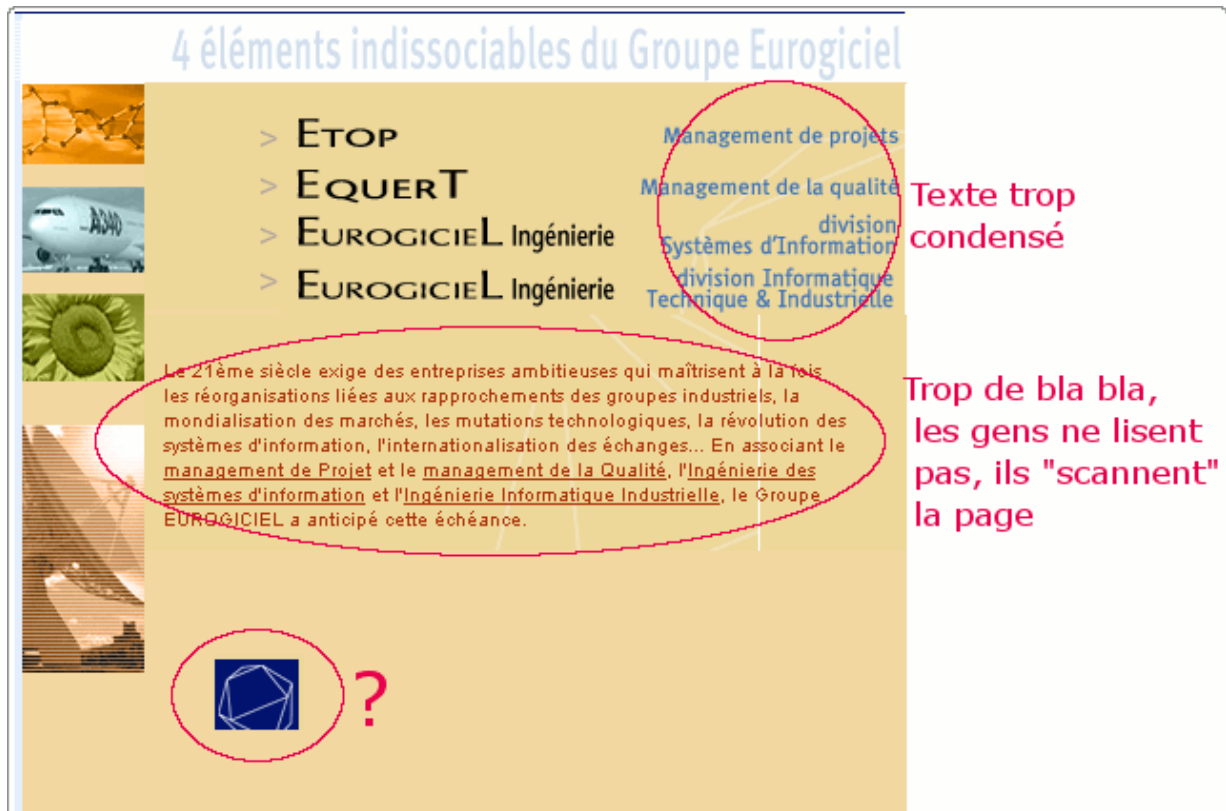 4 éléments indissociables du Groupe Eurogiciel
> ETOP
Management de projets
> EQUERT
Management de la qualité
> EUROGICIEL Ingénierie
division
Systèmes d'Information
> EUROGICIEL Ingénierie
division Informatique
Technique & Industrielle
Texte trop
condensé
A340
Le 21ème siècle exige des entreprises ambitieuses qui maîtrisent à la fois
les réorganisations liées aux rapprochements des groupes industriels, la
mondialisation des marchés, les mutations technologiques, la révolution des
systèmes d'information, l'internationalisation des échanges... En associant le
management de Projet et le management de la Qualité, l'Ingénierie des
systèmes d'information et l'Ingénierie Informatique Industrielle, le Groupe
EUROGICIEL a anticipé cette échéance.
Trop de bla bla,
les gens ne lisent
pas, ils "scannent"
la page
?